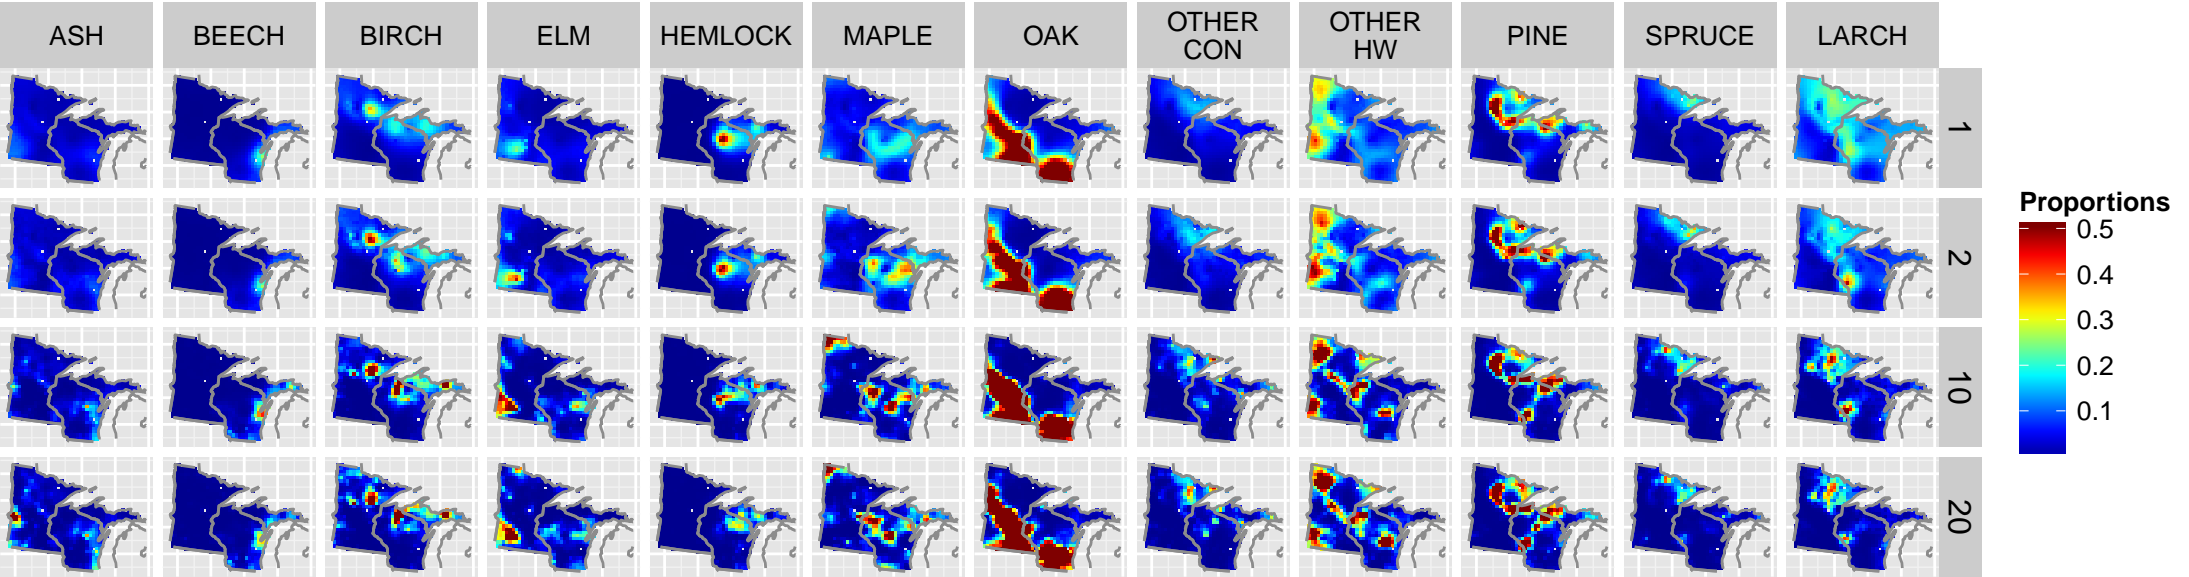 ASH
BEECH
BIRCH
ELM
HEMLOCK
MAPLE
OAK
OTHER
CON
OTHER
HW
PINE
SPRUCE
LARCH
1
2
10
20
Proportions
0.5
0.4
0.3
0.2
0.1